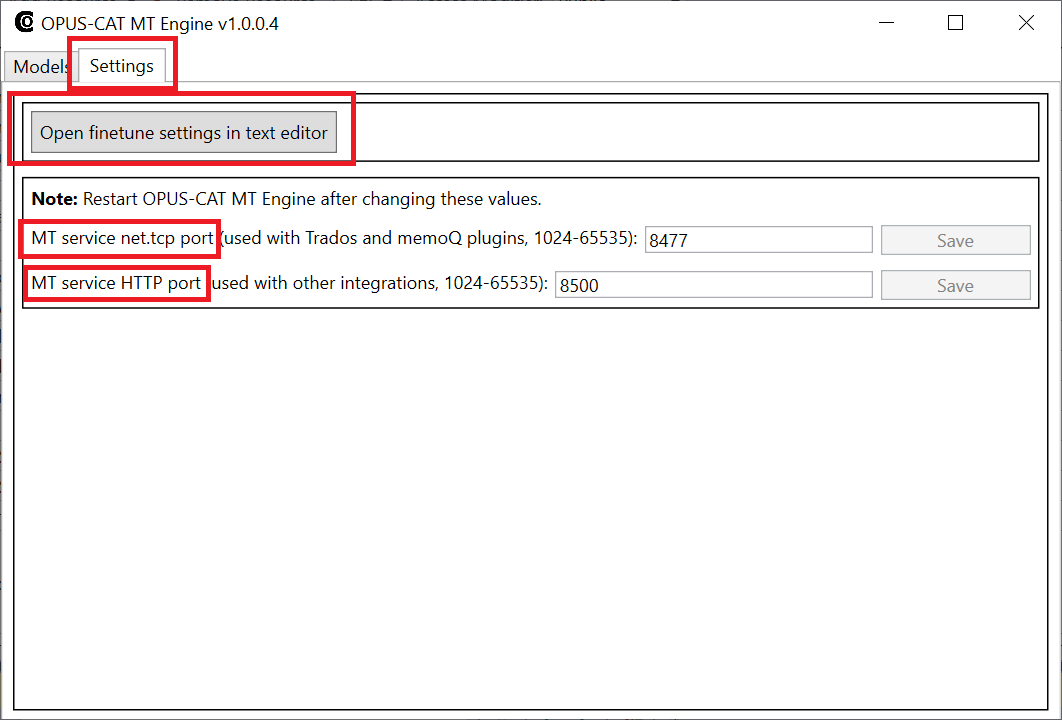 OPUS-CAT MT Engine v1.0.0.4
Models Settings
Open finetune settings in text editor
Note: Restart OPUS-CAT MT Engine after changing these values.
MT service net.tcp port (used with Trados and memoQ plugins, 1024-65535): 8477 Save
MT service HTTP port used with other integrations, 1024-65535): 8500 Save